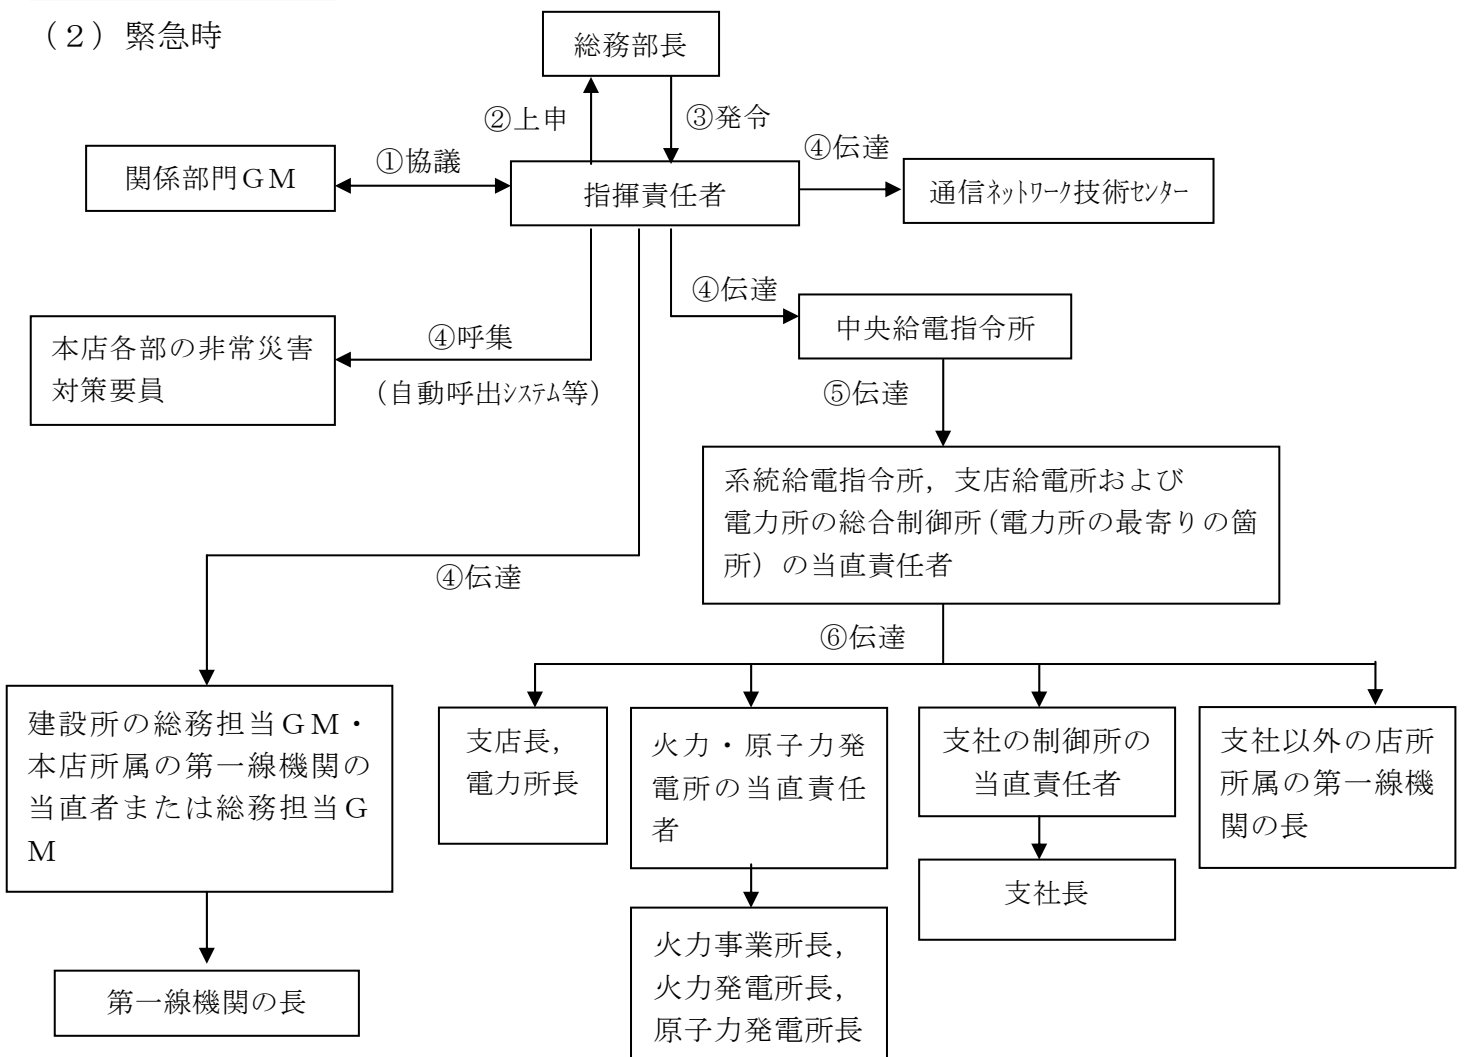 （２）緊急時
総務部長
②上申
③発令
関係部門ＧＭ
①協議
指揮責任者
④伝達
通信ﾈｯﾄﾜｰｸ技術ｾﾝﾀｰ
本店各部の非常災害
対策要員
④呼集
（自動呼出ｼｽﾃﾑ等）
④伝達
中央給電指令所
⑤伝達
系統給電指令所，支店給電所および
電力所の総合制御所（電力所の最寄りの箇
所）の当直責任者
④伝達
⑥伝達
建設所の総務担当ＧＭ・
本店所属の第一線機関の
当直者または総務担当Ｇ
Ｍ
第一線機関の長
支店長，
電力所長
火力・原子力発
電所の当直責任
者
火力事業所長，
火力発電所長，
原子力発電所長
支社の制御所の
当直責任者
支社長
支社以外の店所
所属の第一線機
関の長